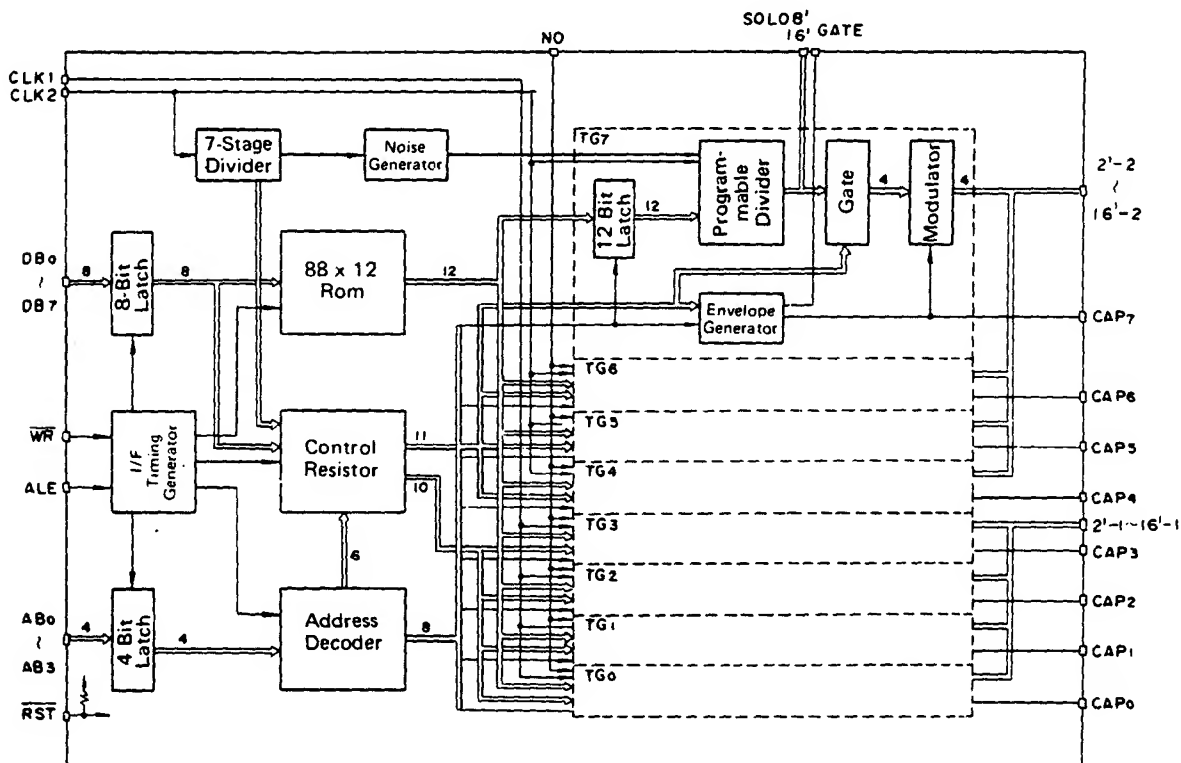 SOLO8'
NO
16' GATE
CLK1
CLK2
TG7
7-Stage
Divider
Noise
Generator
Program-
mable
Divider
Gate
4
Modulator
4
2'-2
~
16'-2
12 Bit
Latch
12
DB0
~
DB7
8
8-Bit
Latch
8
88 x 12
Rom
12
Envelope
Generator
CAP7
TG6
CAP6
WR
ALE
I/F
Timing
Generator
Control
Resistor
11
10
TG5
CAP5
TG4
CAP4
TG3
2'-1~16'-1
CAP3
6
TG2
CAP2
AB0
~
AB3
4
4 Bit
Latch
4
Address
Decoder
8
TG1
CAP1
TG0
CAP0
RST